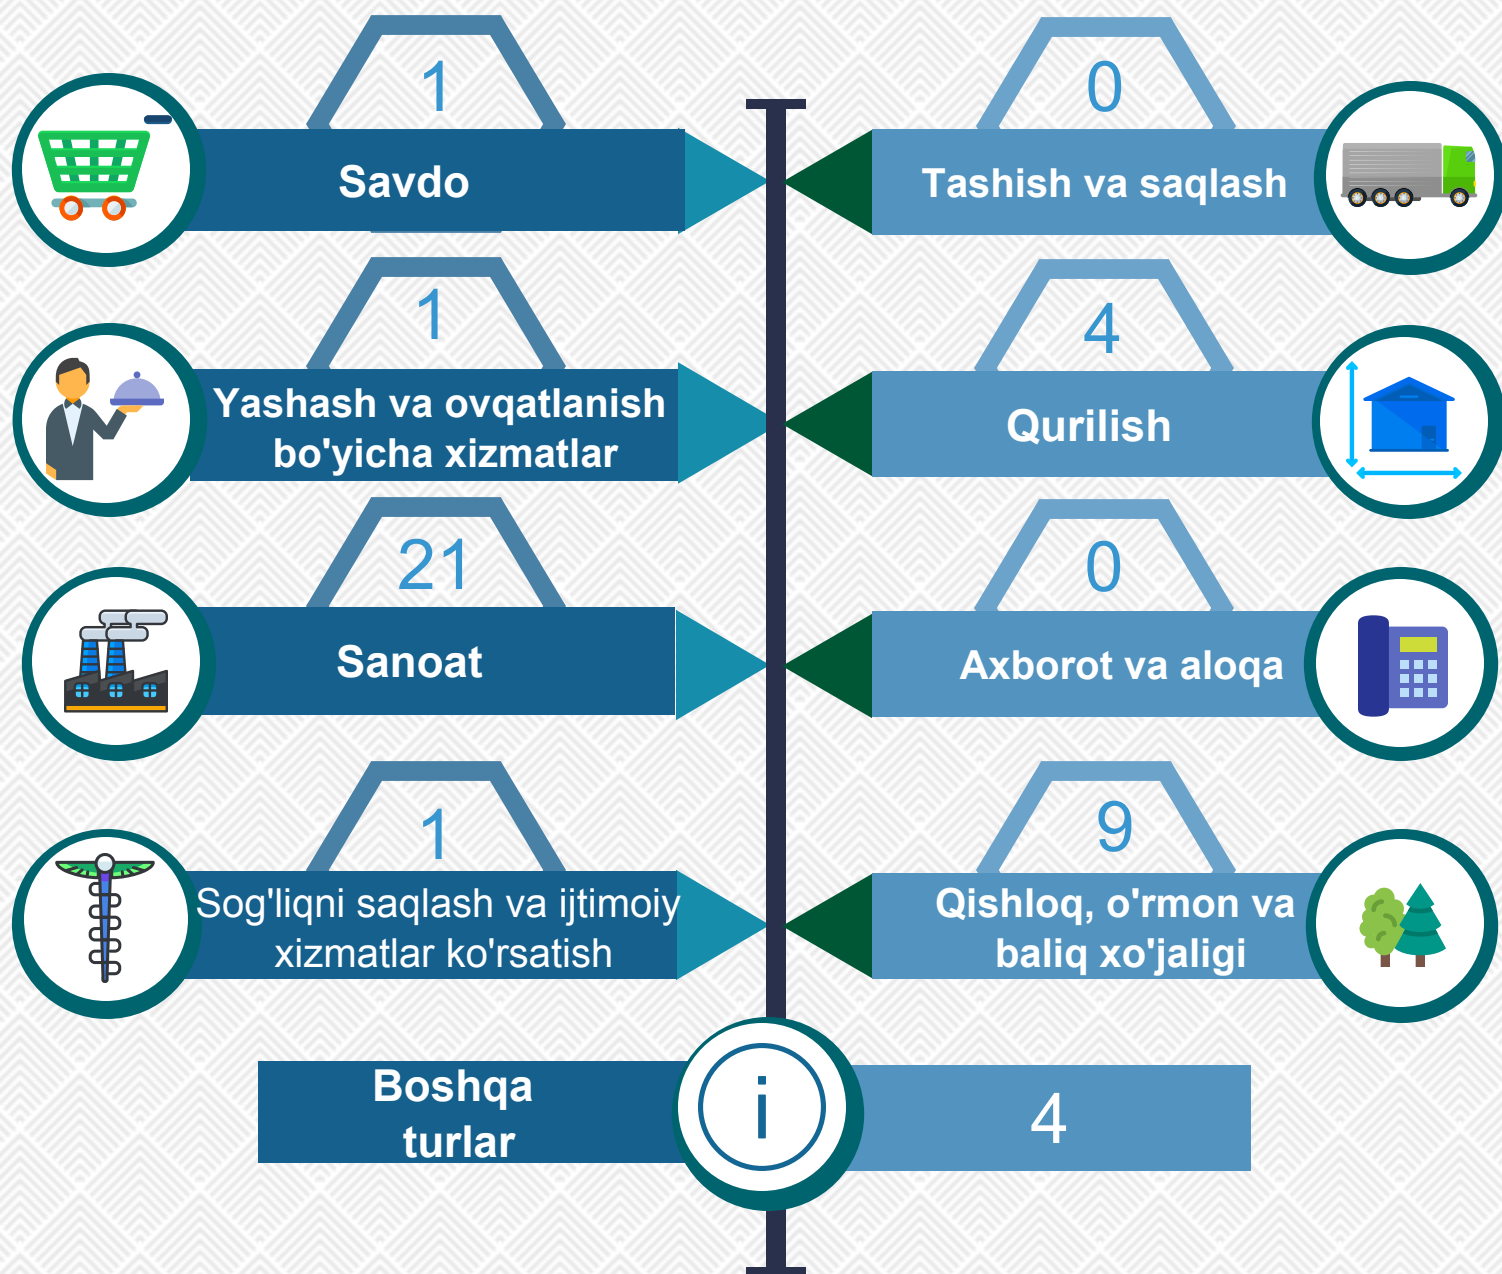 1
Savdo
0
Tashish va saqlash
1
Yashash va ovqatlanish
bo'yicha xizmatlar
4
Qurilish
21
Sanoat
0
Axborot va aloqa
1
Sog'liqni saqlash va ijtimoiy
xizmatlar ko'rsatish
9
Qishloq, o'rmon va
baliq xo'jaligi
Boshqa
turlar
i
4